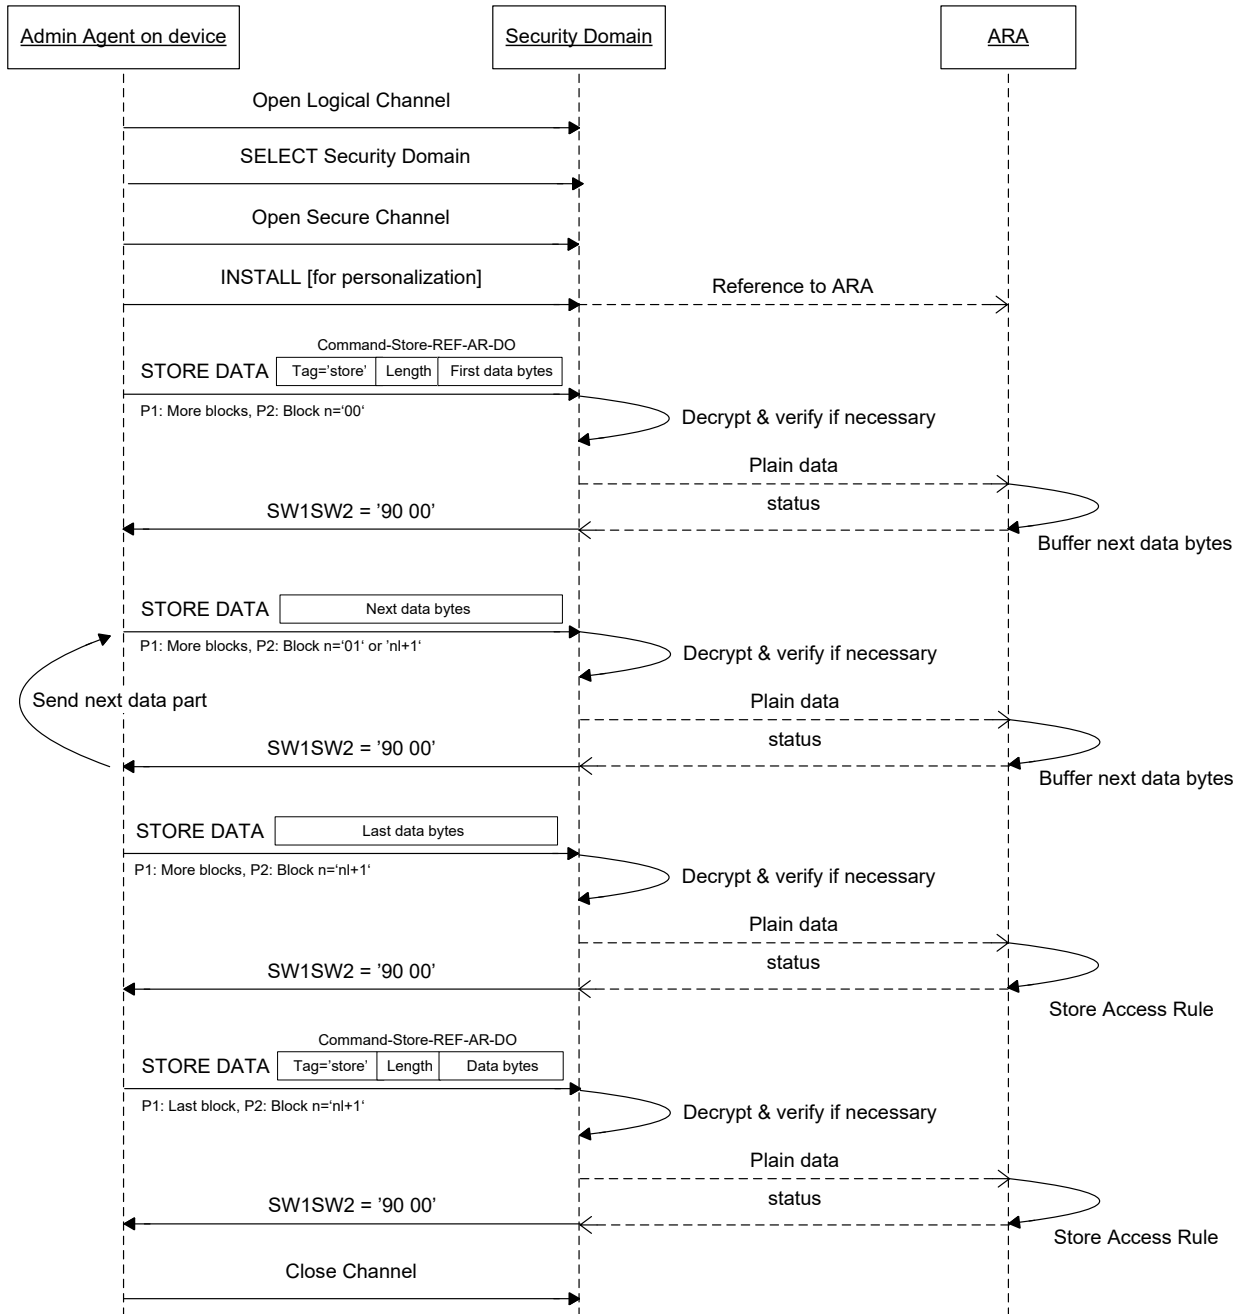 Admin Agent on device
Security Domain
ARA
Open Logical Channel
SELECT Security Domain
Open Secure Channel
INSTALL [for personalization]
Reference to ARA
Command-Store-REF-AR-DO
STORE DATA
Tag='store'
Length
First data bytes
P1: More blocks, P2: Block n=‘00‘
Decrypt & verify if necessary
Plain data
status
SW1SW2 = ’90 00’
Buffer next data bytes
STORE DATA
Next data bytes
P1: More blocks, P2: Block n=‘01‘ or ’nl+1‘
Decrypt & verify if necessary
Send next data part
Plain data
status
SW1SW2 = ’90 00’
Buffer next data bytes
STORE DATA
Last data bytes
P1: More blocks, P2: Block n=‘nl+1‘
Decrypt & verify if necessary
Plain data
status
SW1SW2 = ’90 00’
Store Access Rule
Command-Store-REF-AR-DO
STORE DATA
Tag=’store’
Length
Data bytes
P1: Last block, P2: Block n=‘nl+1‘
Decrypt & verify if necessary
Plain data
status
SW1SW2 = ’90 00’
Store Access Rule
Close Channel